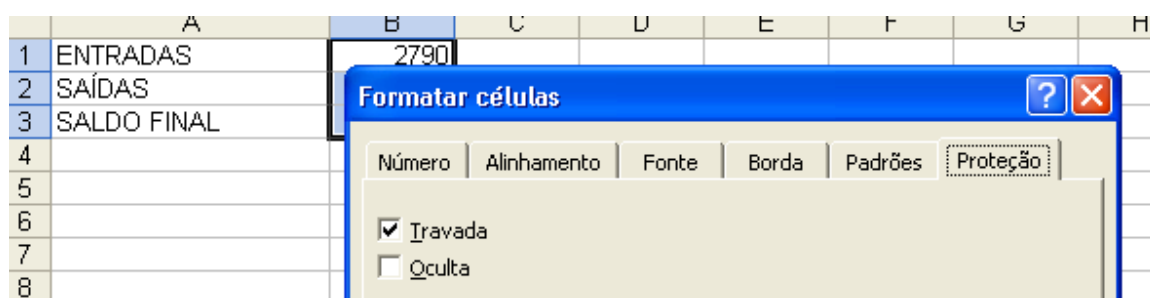 A B C D E F G H
1 ENTRADAS 2790
2 SAÍDAS
3 SALDO FINAL
4
5
6
7
8
Formatar células ?
Número Alinhamento Fonte Borda Padrões Proteção
Travada
Oculta